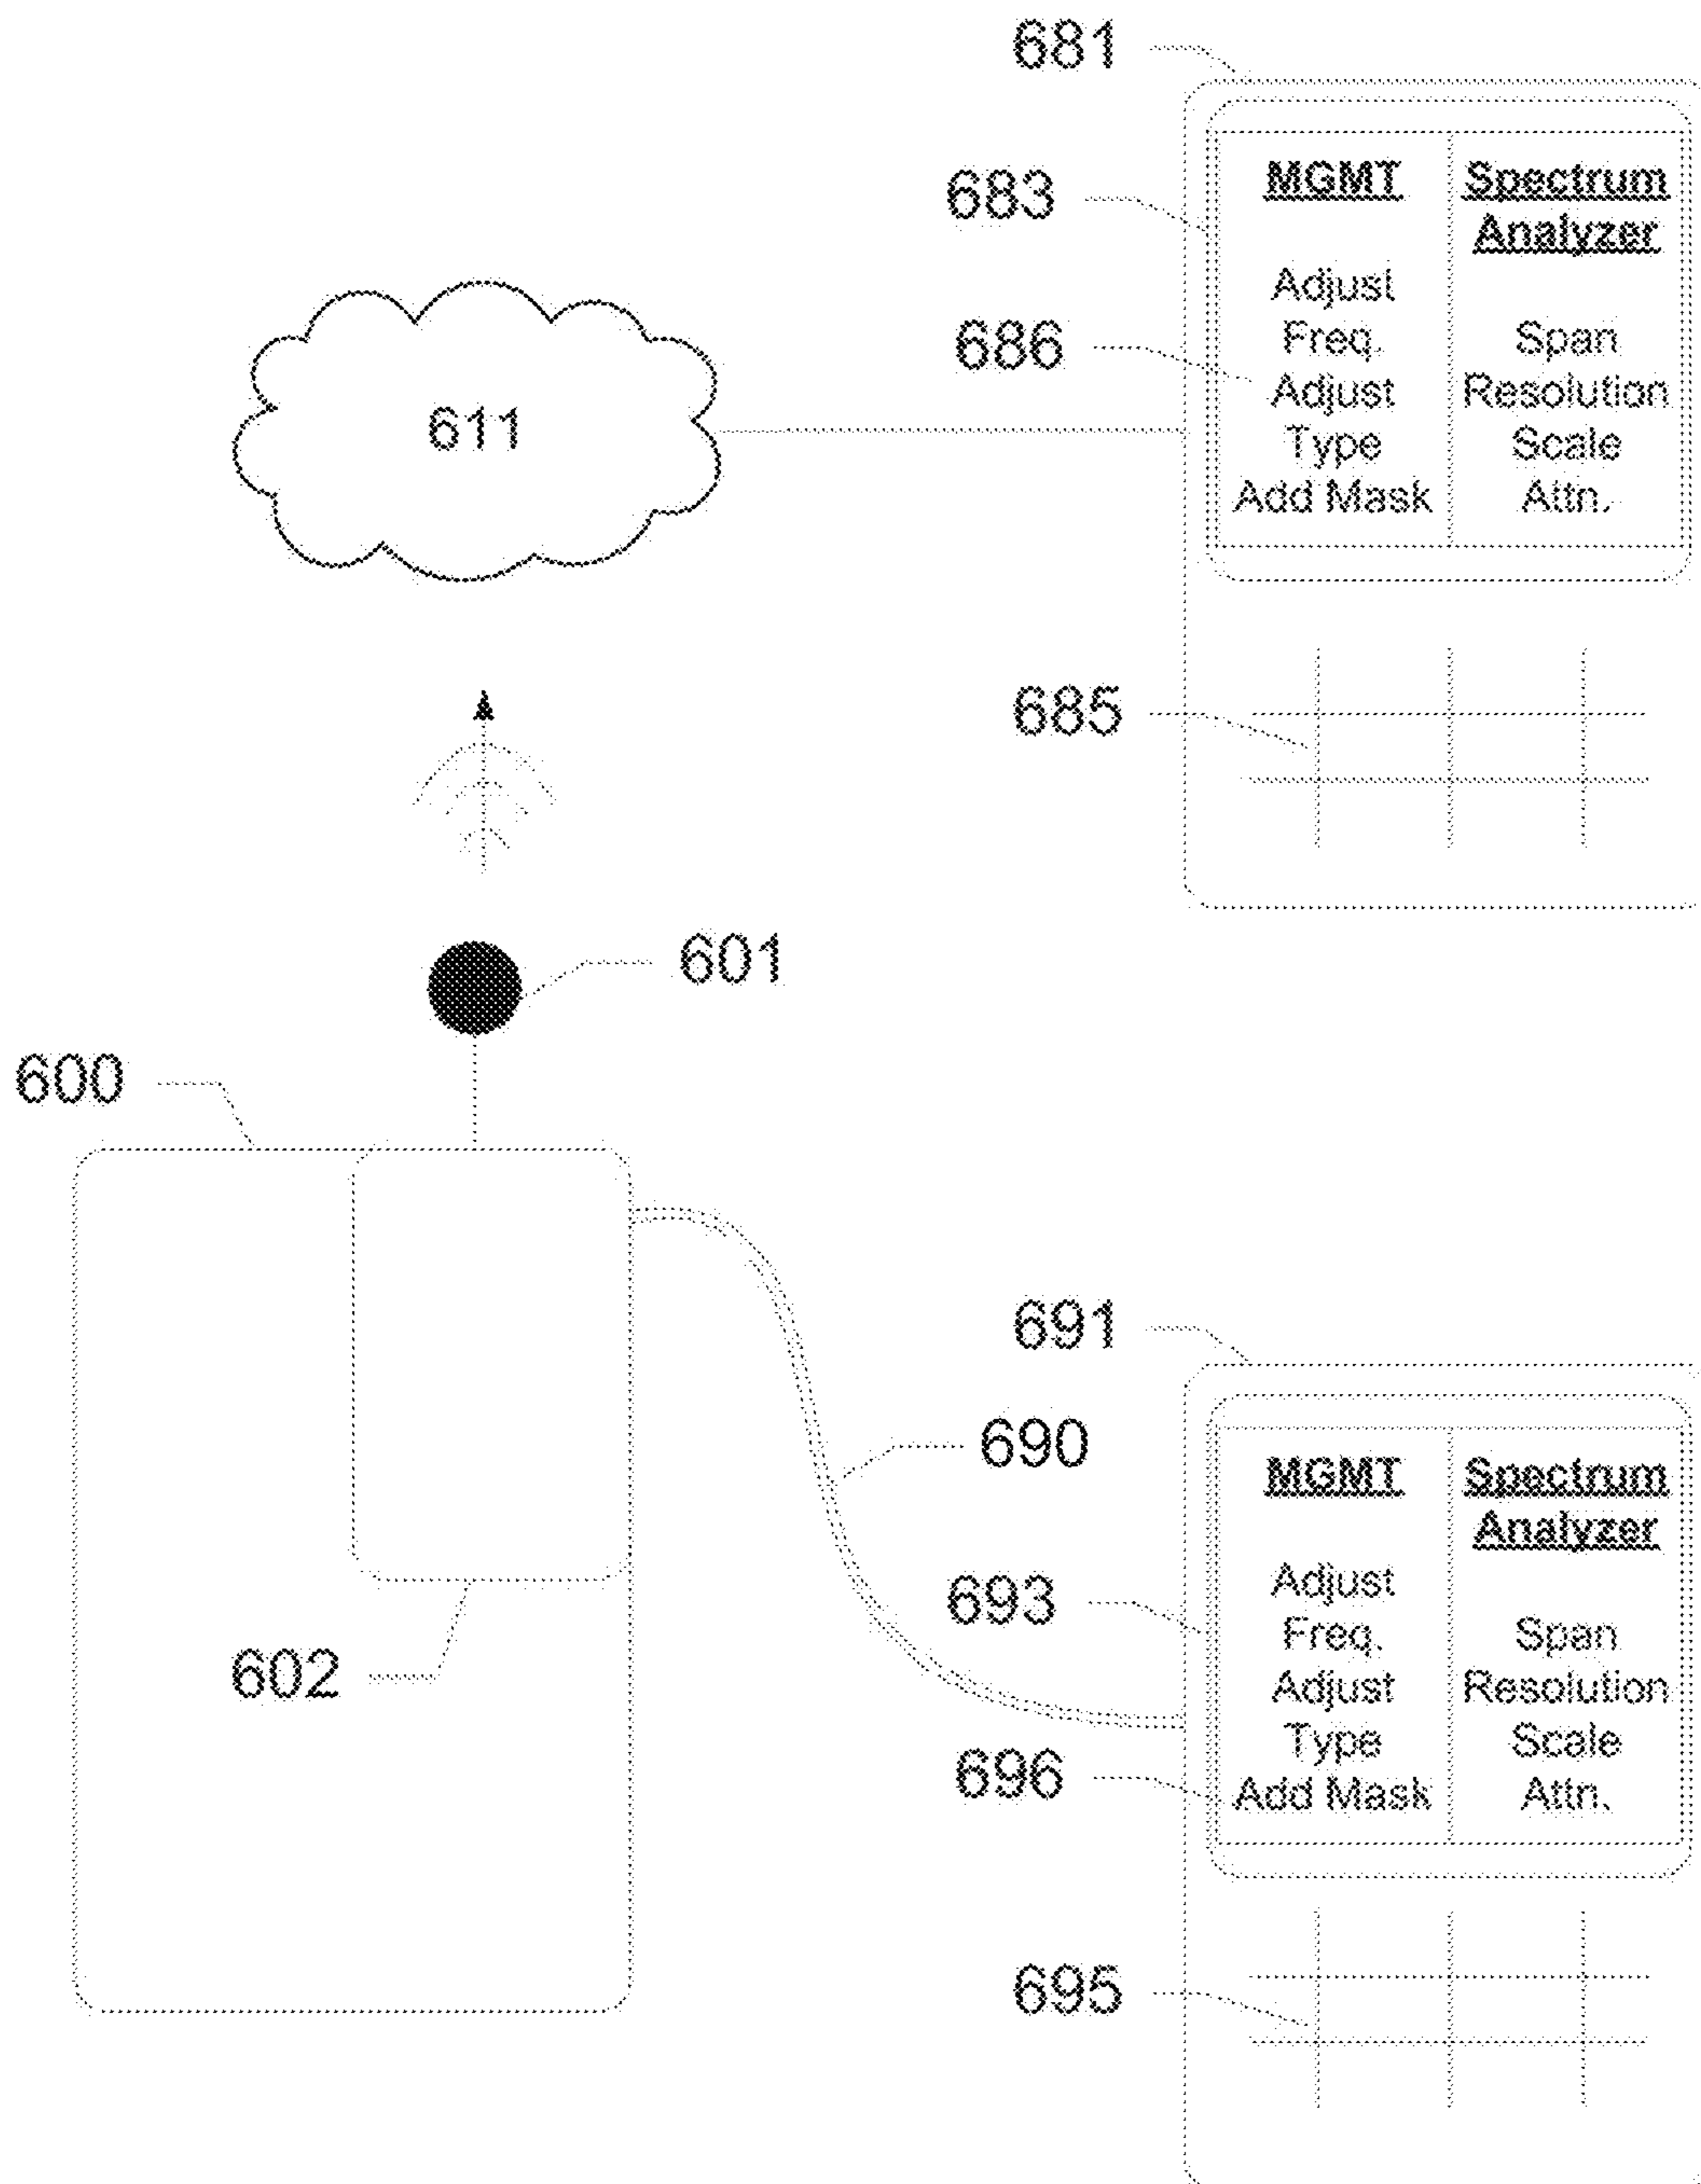 681
683
MGMT
Adjust
Freq.
Adjust
Type
Add Mask
Spectrum
Analyzer
Span
Resolution
Scale
Attn.
686
611
685
601
600
602
691
690
693
696
MGMT
Adjust
Freq.
Adjust
Type
Add Mask
Spectrum
Analyzer
Span
Resolution
Scale
Attn.
695